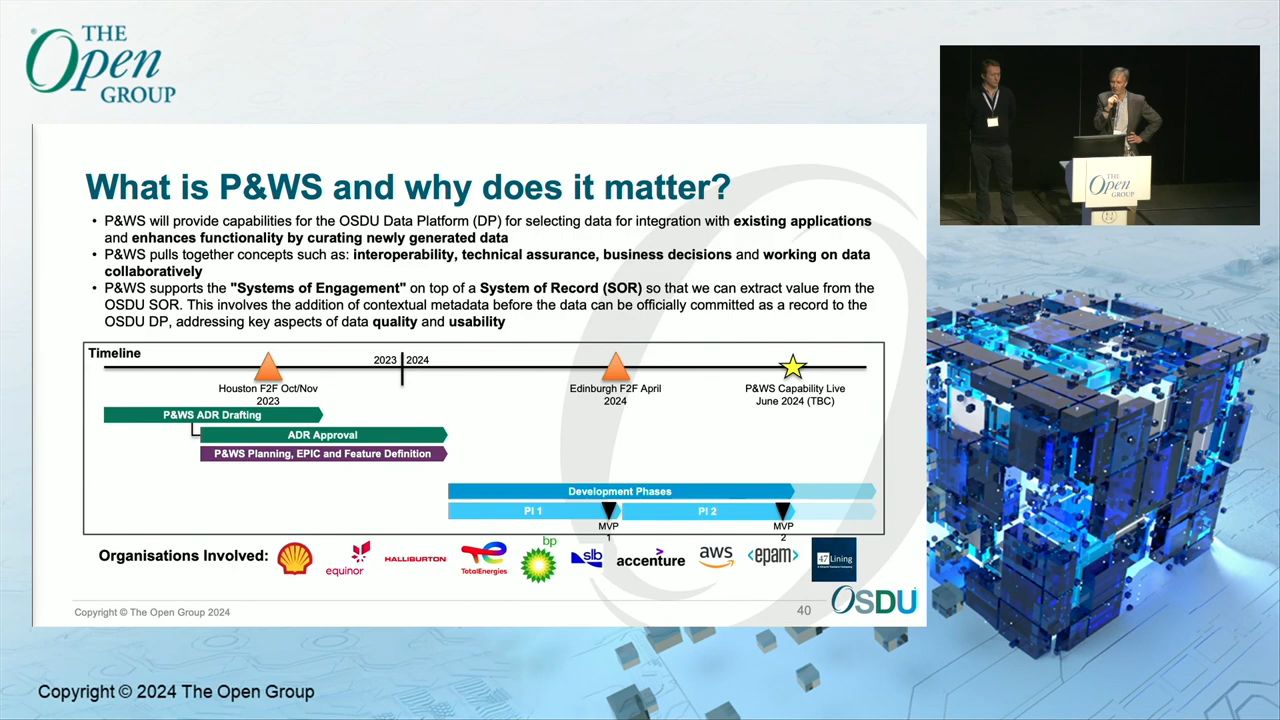 THE
Open
GROUP
What is P&WS and why does it matter?
• P&WS will provide capabilities for the OSDU Data Platform (DP) for selecting data for integration with existing applications
and enhances functionality by curating newly generated data
• P&WS pulls together concepts such as: interoperability, technical assurance, business decisions and working on data
collaboratively
• P&WS supports the "Systems of Engagement" on top of a System of Record (SOR) so that we can extract value from the
OSDU SOR. This involves the addition of contextual metadata before the data can be officially committed as a record to the
OSDU DP, addressing key aspects of data quality and usability
Timeline
2023 2024
Houston F2F Oct/Nov
2023
Edinburgh F2F April
2024
P&WS Capability Live
June 2024 (TBC)
P&WS ADR Drafting
ADR Approval
P&WS Planning, EPIC and Feature Definition
Development Phases
PI 1
PI 2
MVP
1
MVP
2
Organisations Involved:
equinor
HALLIBURTON
TotalEnergies
bp
slb
accenture
aws
<epam>
47Lining
Copyright © The Open Group 2024
40
OSDU
THE
Open
GROUP
Copyright © 2024 The Open Group